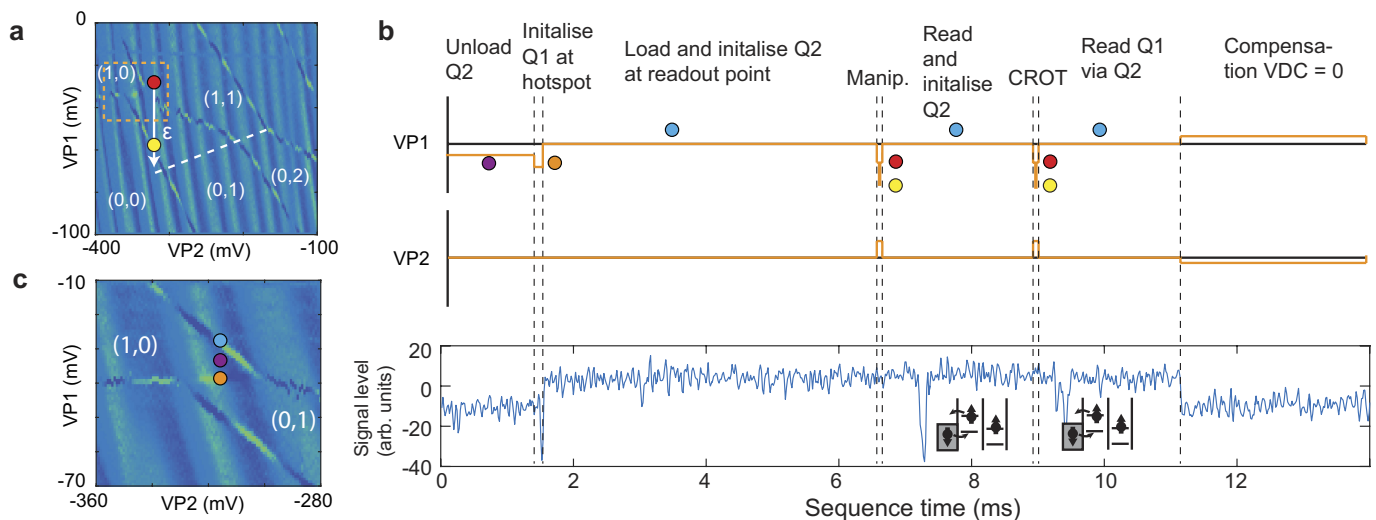 a
0
VP1 (mV)
-100
-400
VP2 (mV)
-100
(1,0)
(1,1)
ε
(0,0)
(0,1)
(0,2)
b
Unload
Q2
Initalise
Q1 at
hotspot
Load and initalise Q2
at readout point
Manip.
Read
and
initalise
Q2
CROT
Read Q1
via Q2
Compensa-
tion VDC = 0
VP1
VP2
c
-10
VP1 (mV)
-70
-360
VP2 (mV)
-280
(1,0)
(0,1)
Signal level
(arb. units)
20
0
-20
-40
0
2
4
6
8
10
12
Sequence time (ms)